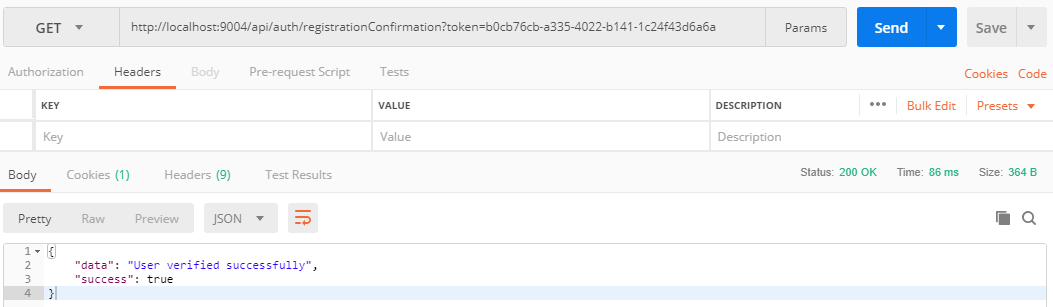 GET http://localhost:9004/api/auth/registrationConfirmation?token=b0cb76cb-a335-4022-b141-1c24f43d6a6a Params Send Save
Authorization Headers Body Pre-request Script Tests Cookies Code
KEY VALUE DESCRIPTION ••• Bulk Edit Presets
Key Value Description
Body Cookies (1) Headers (9) Test Results Status: 200 OK Time: 86 ms Size: 364 B
Pretty Raw Preview JSON
1 {
2 "data": "User verified successfully",
3 "success": true
4 }